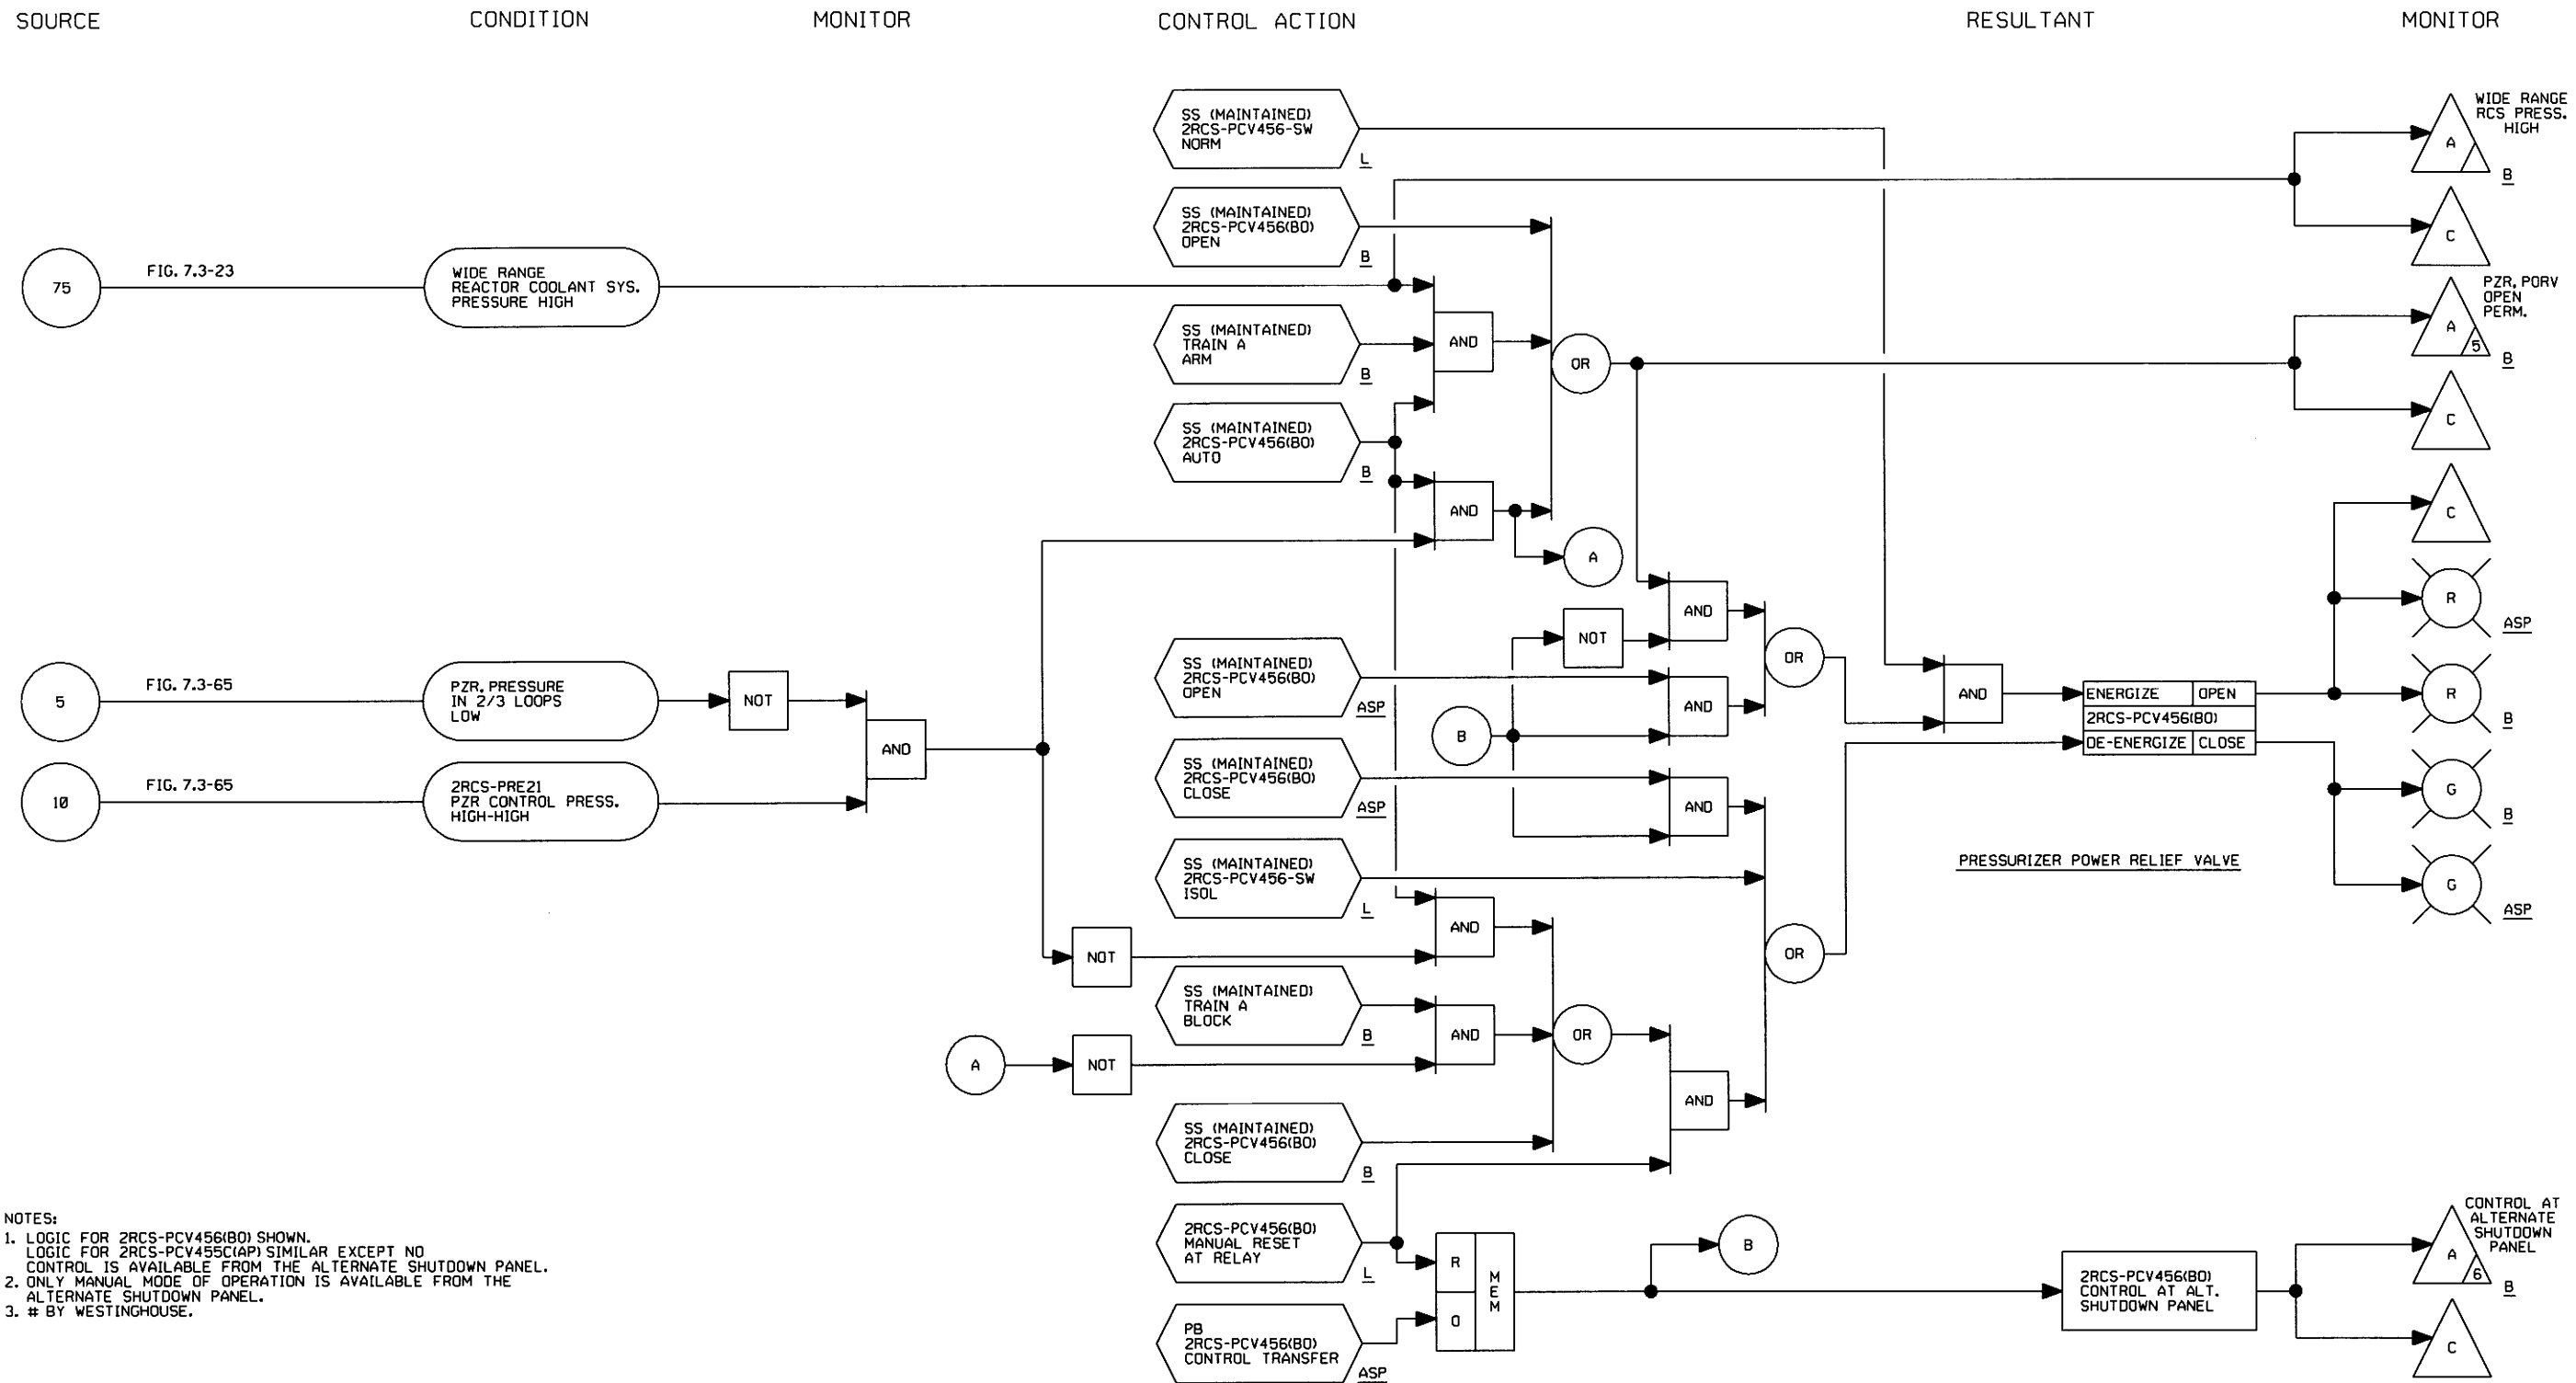 SOURCE
CONDITION
MONITOR
CONTROL ACTION
RESULTANT
MONITOR
SS (MAINTAINED)
2RCS-PCV456-SW
NORM
L
WIDE RANGE
RCS PRESS.
HIGH
A
B
C
SS (MAINTAINED)
2RCS-PCV456(BO)
OPEN
B
75
FIG. 7.3-23
WIDE RANGE
REACTOR COOLANT SYS.
PRESSURE HIGH
SS (MAINTAINED)
TRAIN A
ARM
B
AND
OR
PZR. PORV
OPEN
PERM.
A
5
B
C
SS (MAINTAINED)
2RCS-PCV456(BO)
AUTO
B
AND
A
C
R
ASP
AND
NOT
OR
SS (MAINTAINED)
2RCS-PCV456(BO)
OPEN
ASP
AND
B
5
FIG. 7.3-65
PZR. PRESSURE
IN 2/3 LOOPS
LOW
NOT
AND
10
FIG. 7.3-65
2RCS-PRE21
PZR CONTROL PRESS.
HIGH-HIGH
AND
ENERGIZE
OPEN
2RCS-PCV456(BO)
DE-ENERGIZE
CLOSE
R
B
G
B
G
ASP
PRESSURIZER POWER RELIEF VALVE
SS (MAINTAINED)
2RCS-PCV456(BO)
CLOSE
ASP
AND
SS (MAINTAINED)
2RCS-PCV456-SW
ISOL
L
AND
OR
NOT
SS (MAINTAINED)
TRAIN A
BLOCK
B
AND
OR
A
NOT
AND
SS (MAINTAINED)
2RCS-PCV456(BO)
CLOSE
B
2RCS-PCV456(BO)
MANUAL RESET
AT RELAY
L
R
O
MEM
B
PB
2RCS-PCV456(BO)
CONTROL TRANSFER
ASP
2RCS-PCV456(BO)
CONTROL AT ALT.
SHUTDOWN PANEL
CONTROL AT
ALTERNATE
SHUTDOWN
PANEL
A
6
B
C
NOTES:
1. LOGIC FOR 2RCS-PCV456(BO) SHOWN.
LOGIC FOR 2RCS-PCV455C(AP) SIMILAR EXCEPT NO
CONTROL IS AVAILABLE FROM THE ALTERNATE SHUTDOWN PANEL.
2. ONLY MANUAL MODE OF OPERATION IS AVAILABLE FROM THE
ALTERNATE SHUTDOWN PANEL.
3. # BY WESTINGHOUSE.